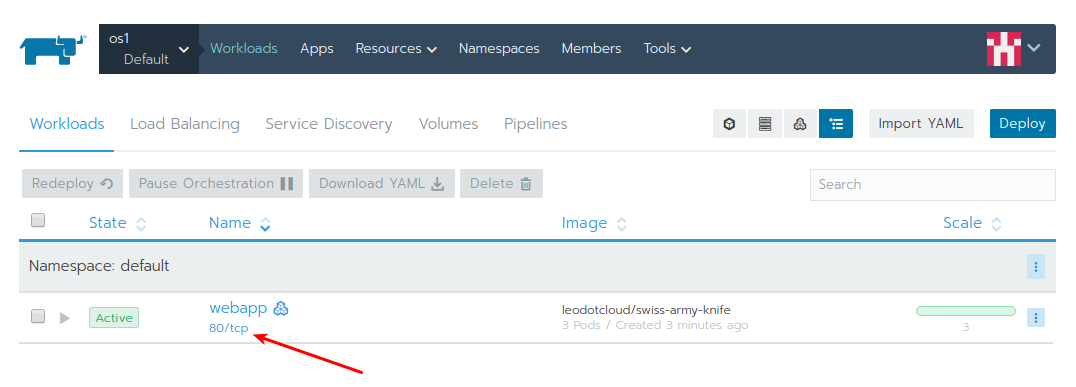 os1
Default
Workloads Apps Resources Namespaces Members Tools
Workloads Load Balancing Service Discovery Volumes Pipelines Import YAML Deploy
Redeploy Pause Orchestration Download YAML Delete Search
State Name Image Scale
Namespace: default
Active webapp leodotcloud/swiss-army-knife
80/tcp 3 Pods / Created 3 minutes ago 3